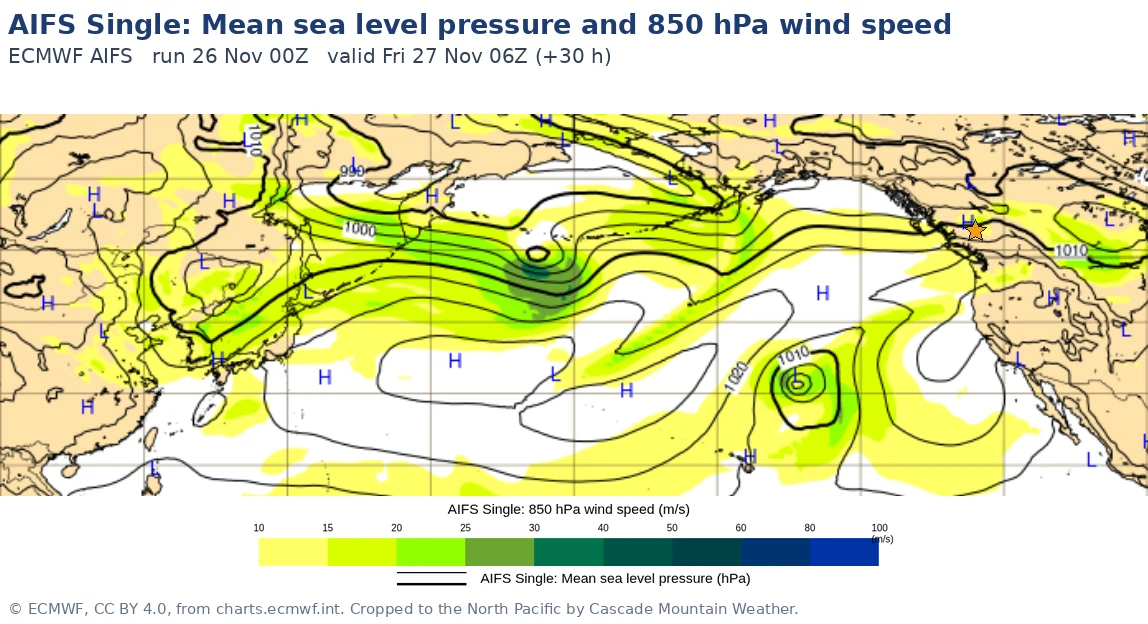 AIFS Single: Mean sea level pressure and 850 hPa wind speed
ECMWF AIFS   run 26 Nov 00Z   valid Fri 27 Nov 06Z (+30 h)
H H L H L
1010 L L L H H
990 L L L
H H H
L H L
1000 H
L 1010
L H
H L H
L H L
H H L 1010 L
H L L
H H 1020
H
H L
L
AIFS Single: 850 hPa wind speed (m/s)
10 15 20 25 30 40 50 60 80 100
(m/s)
AIFS Single: Mean sea level pressure (hPa)
© ECMWF, CC BY 4.0, from charts.ecmwf.int. Cropped to the North Pacific by Cascade Mountain Weather.